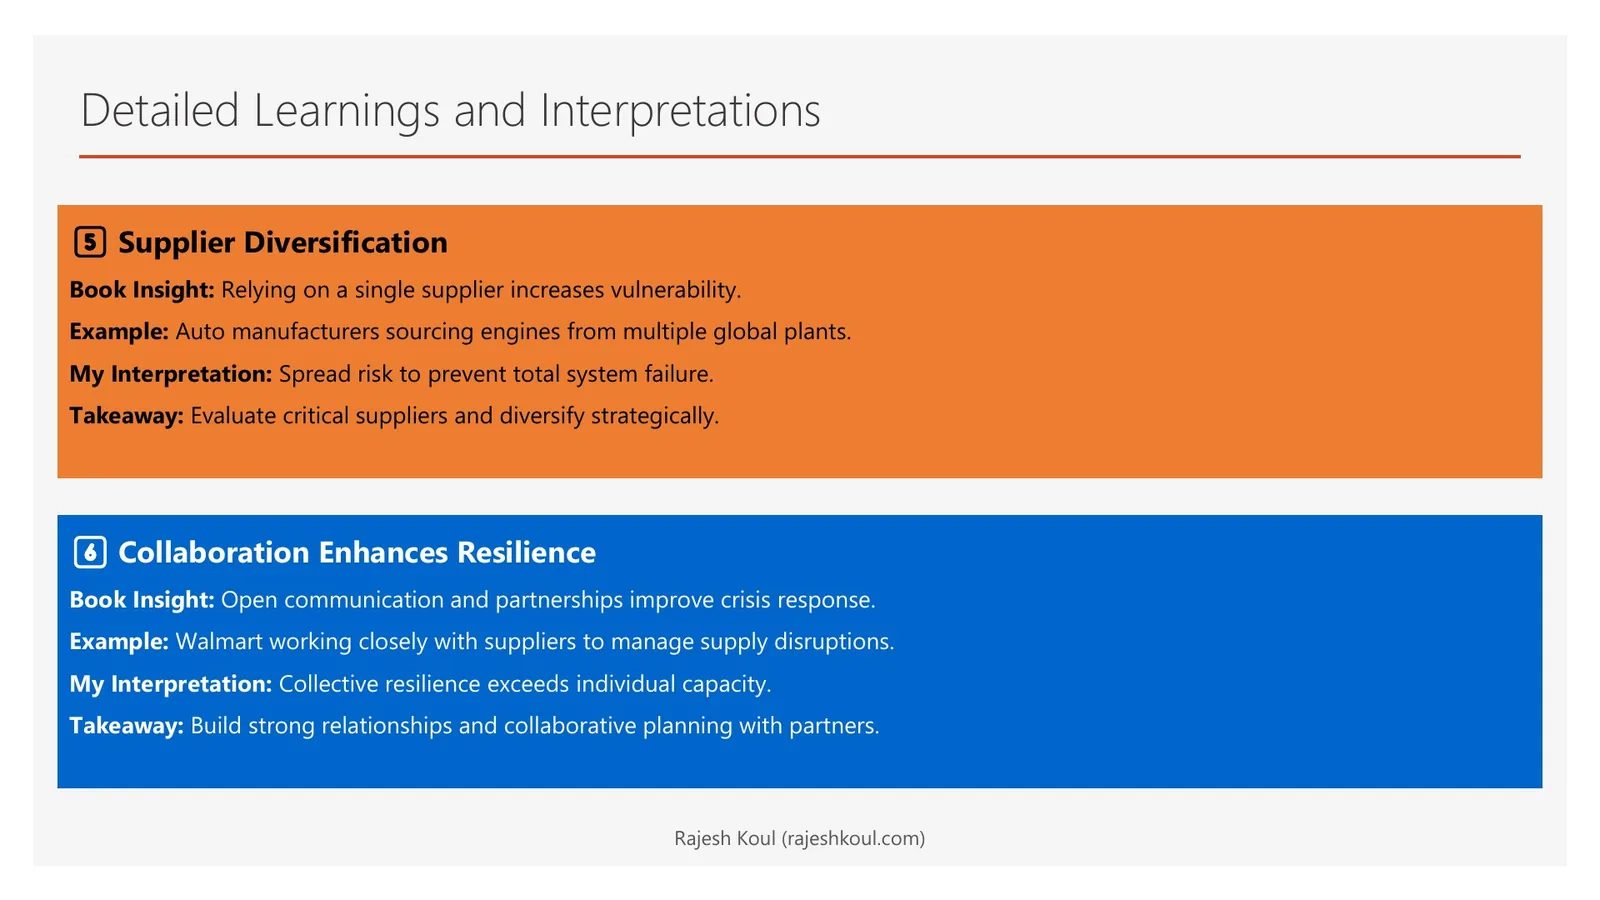 Detailed Learnings and Interpretations
5 Supplier Diversification
Book Insight: Relying on a single supplier increases vulnerability.
Example: Auto manufacturers sourcing engines from multiple global plants.
My Interpretation: Spread risk to prevent total system failure.
Takeaway: Evaluate critical suppliers and diversify strategically.
6 Collaboration Enhances Resilience
Book Insight: Open communication and partnerships improve crisis response.
Example: Walmart working closely with suppliers to manage supply disruptions.
My Interpretation: Collective resilience exceeds individual capacity.
Takeaway: Build strong relationships and collaborative planning with partners.
Rajesh Koul (rajeshkoul.com)